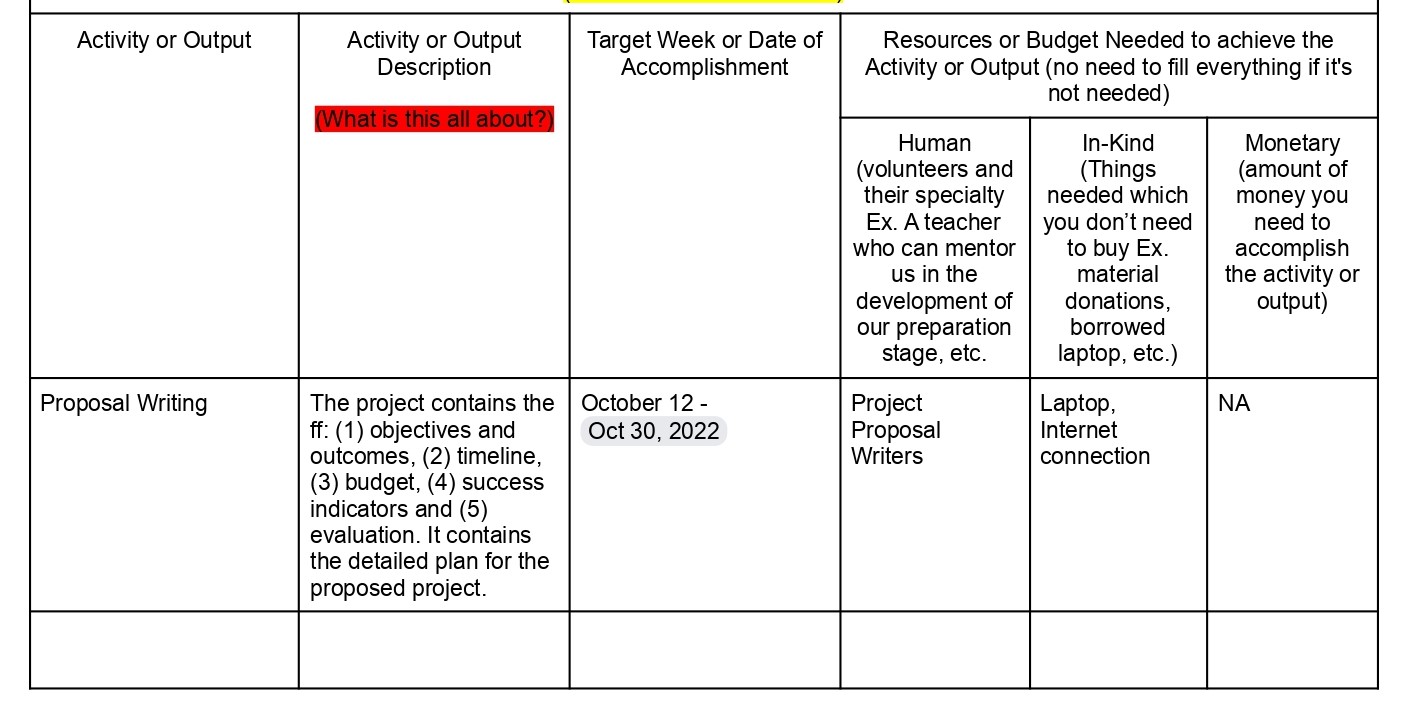 Activity or Output
Activity or Output
Description
(What is this all about?)
Target Week or Date of
Accomplishment
Resources or Budget Needed to achieve the
Activity or Output (no need to fill everything if it's
not needed)
Human
(volunteers and
their specialty
Ex. A teacher
who can mentor
us in the
development of
our preparation
stage, etc.
In-Kind
(Things
needed which
you don’t need
to buy Ex.
material
donations,
borrowed
laptop, etc.)
Monetary
(amount of
money you
need to
accomplish
the activity or
output)
Proposal Writing
The project contains the
ff: (1) objectives and
outcomes, (2) timeline,
(3) budget, (4) success
indicators and (5)
evaluation. It contains
the detailed plan for the
proposed project.
October 12 -
Oct 30, 2022
Project
Proposal
Writers
Laptop,
Internet
connection
NA